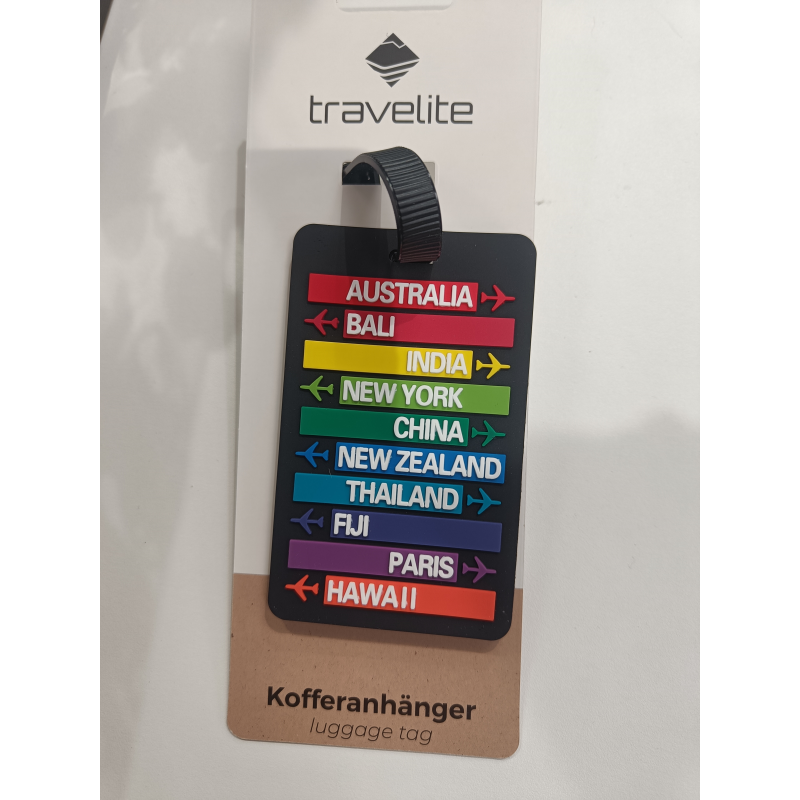 travelite
AUSTRALIA
BALI
INDIA
NEW YORK
CHINA
NEW ZEALAND
THAILAND
FIJI
PARIS
HAWAII
Kofferanhänger
luggage tag